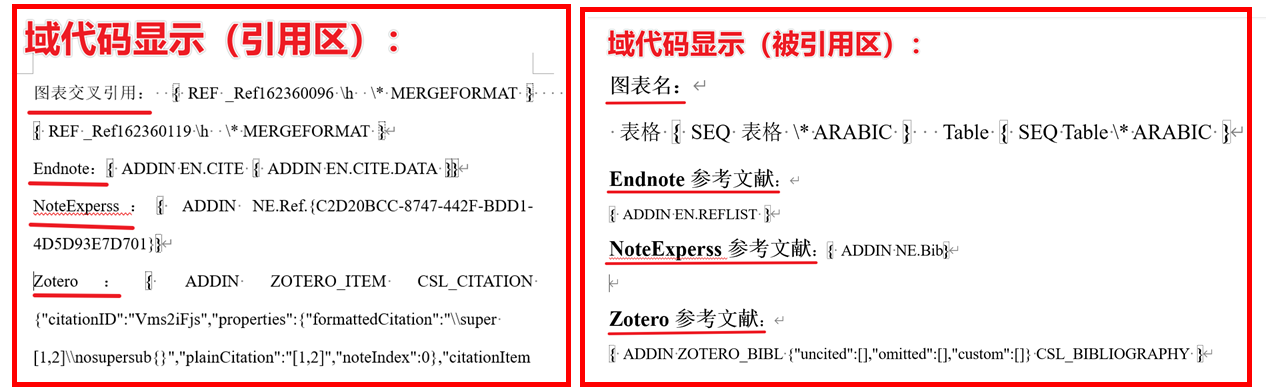 域代码显示（引用区）：
图表交叉引用： { REF _Ref162360096 \h \* MERGEFORMAT }
{ REF _Ref162360119 \h \* MERGEFORMAT }
Endnote：{ ADDIN EN.CITE { ADDIN EN.CITE.DATA }}
NoteExperss ： { ADDIN NE.Ref.{C2D20BCC-8747-442F-BDD1-
4D5D93E7D701}}
Zotero ： { ADDIN ZOTERO_ITEM CSL_CITATION
{"citationID":"Vms2iFjs","properties":{"formattedCitation":"\\super
[1,2]\\nosupersub{}","plainCitation":"[1,2]","noteIndex":0},"citationItem
域代码显示（被引用区）：
图表名：
表格 { SEQ 表格 \* ARABIC } Table { SEQ Table \* ARABIC }
Endnote 参考文献：
{ ADDIN EN.REFLIST }
NoteExperss 参考文献：{ ADDIN NE.Bib}
Zotero 参考文献：
{ ADDIN ZOTERO_BIBL {"uncited":[],"omitted":[],"custom":[]} CSL_BIBLIOGRAPHY }